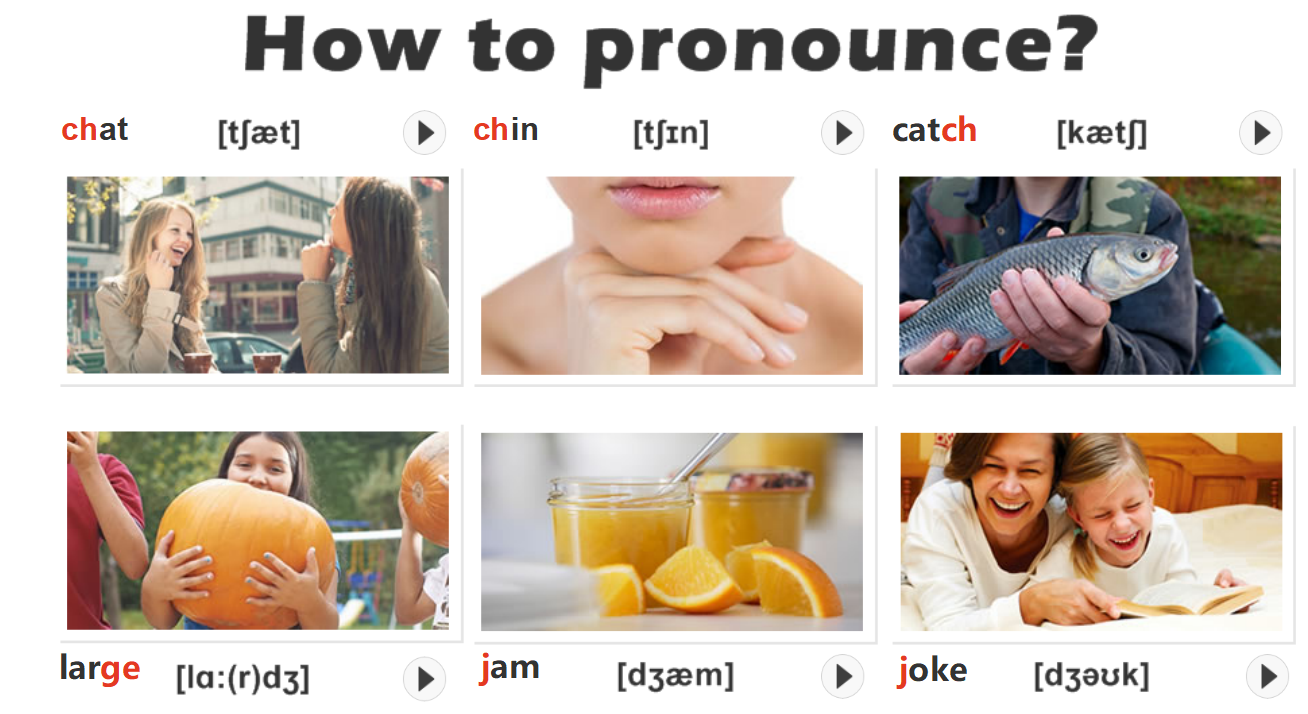 How to pronounce?
chat [tʃæt]
chin [tʃɪn]
catch [kætʃ]
large [lɑ:(r)dʒ]
jam [dʒæm]
joke [dʒəʊk]